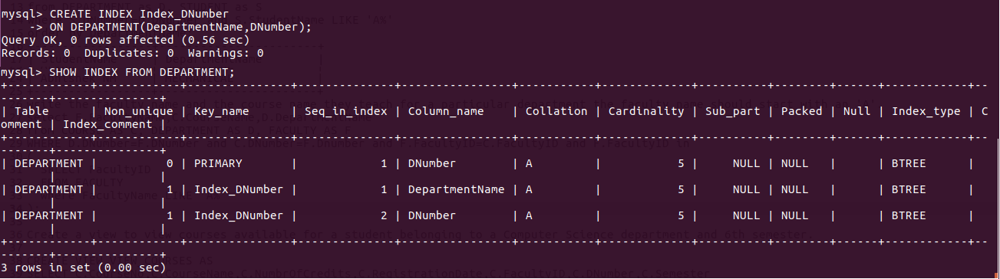 mysql> CREATE INDEX Index_DNumber
    -> ON DEPARTMENT(DepartmentName,DNumber);
Query OK, 0 rows affected (0.56 sec)
Records: 0  Duplicates: 0  Warnings: 0
mysql> SHOW INDEX FROM DEPARTMENT;
+------------+------------+--------------+--------------+----------------+-----------+-------------+----------+--------+------+------------+--
-------+---------------+
| Table      | Non_unique | Key_name     | Seq_in_index | Column_name    | Collation | Cardinality | Sub_part | Packed | Null | Index_type | C
omment | Index_comment |
+------------+------------+--------------+--------------+----------------+-----------+-------------+----------+--------+------+------------+--
-------+---------------+
| DEPARTMENT |          0 | PRIMARY      |            1 | DNumber        | A         |           5 |     NULL | NULL   |      | BTREE      |
       |               |
| DEPARTMENT |          1 | Index_DNumber |            1 | DepartmentName | A         |           5 |     NULL | NULL   |      | BTREE      |
       |               |
| DEPARTMENT |          1 | Index_DNumber |            2 | DNumber        | A         |           5 |     NULL | NULL   |      | BTREE      |
       |               |
+------------+------------+--------------+--------------+----------------+-----------+-------------+----------+--------+------+------------+--
-------+---------------+
3 rows in set (0.00 sec)